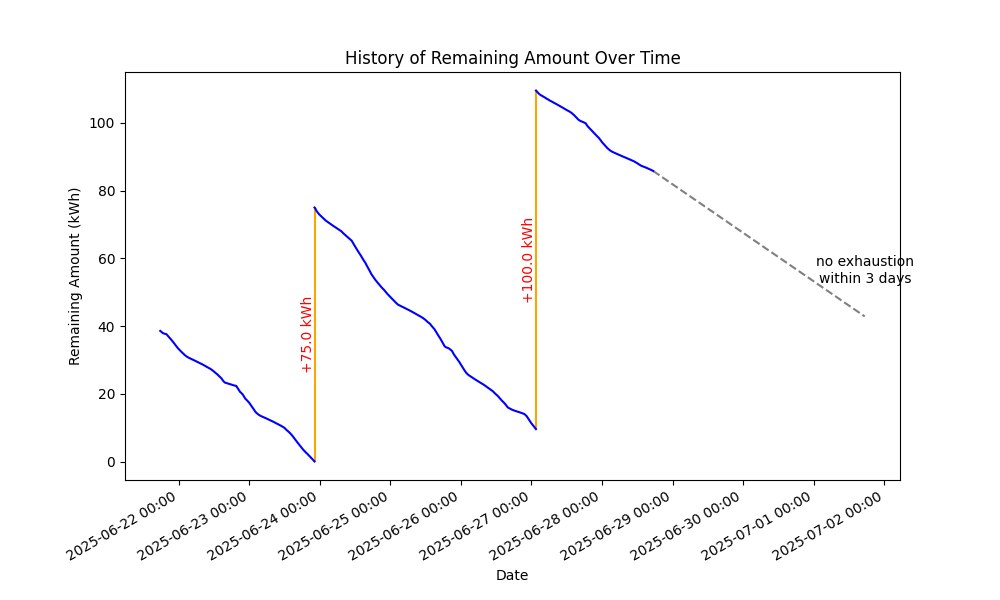 History of Remaining Amount Over Time
Remaining Amount (kWh)
100
80
60
40
20
0
+75.0 kWh
+100.0 kWh
no exhaustion
within 3 days
2025-06-22 00:00
2025-06-23 00:00
2025-06-24 00:00
2025-06-25 00:00
2025-06-26 00:00
2025-06-27 00:00
2025-06-28 00:00
2025-06-29 00:00
2025-06-30 00:00
2025-07-01 00:00
2025-07-02 00:00
Date